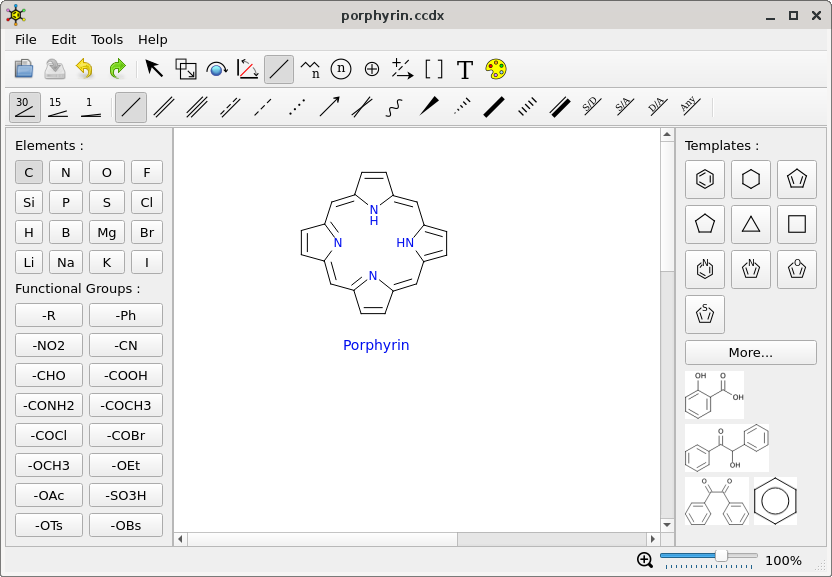 porphyrin.ccdx
File Edit Tools Help
n n T
30 15 1 S/D S/A D/A Any
Elements :
C N O F
Si P S Cl
H B Mg Br
Li Na K I
Functional Groups :
-R -Ph
-NO2 -CN
-CHO -COOH
-CONH2 -COCH3
-COCl -COBr
-OCH3 -OEt
-OAc -SO3H
-OTs -OBs
N
H
N HN
N
Porphyrin
Templates :
N N O
S
More...
OH O
OH
O
OH
O O
100%